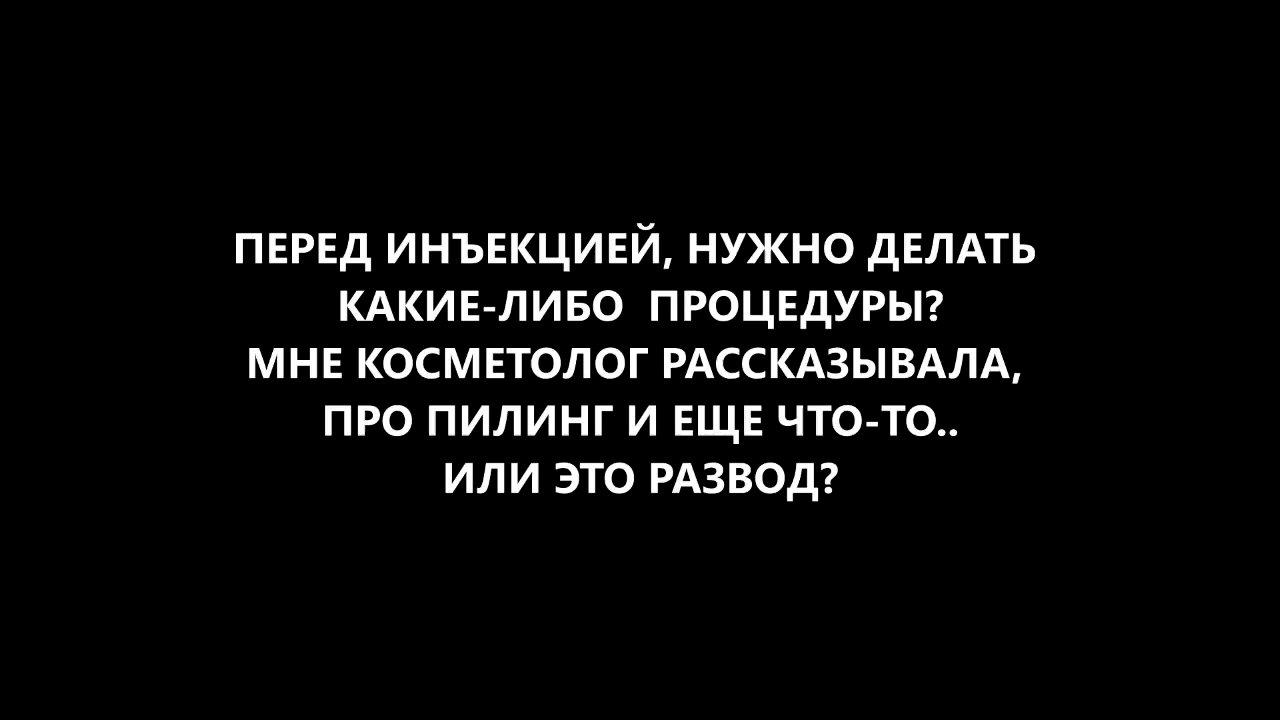 ПЕРЕД ИНЪЕКЦИЕЙ, НУЖНО ДЕЛАТЬ
КАКИЕ-ЛИБО  ПРОЦЕДУРЫ?
МНЕ КОСМЕТОЛОГ РАССКАЗЫВАЛА,
ПРО ПИЛИНГ И ЕЩЕ ЧТО-ТО..
ИЛИ ЭТО РАЗВОД?